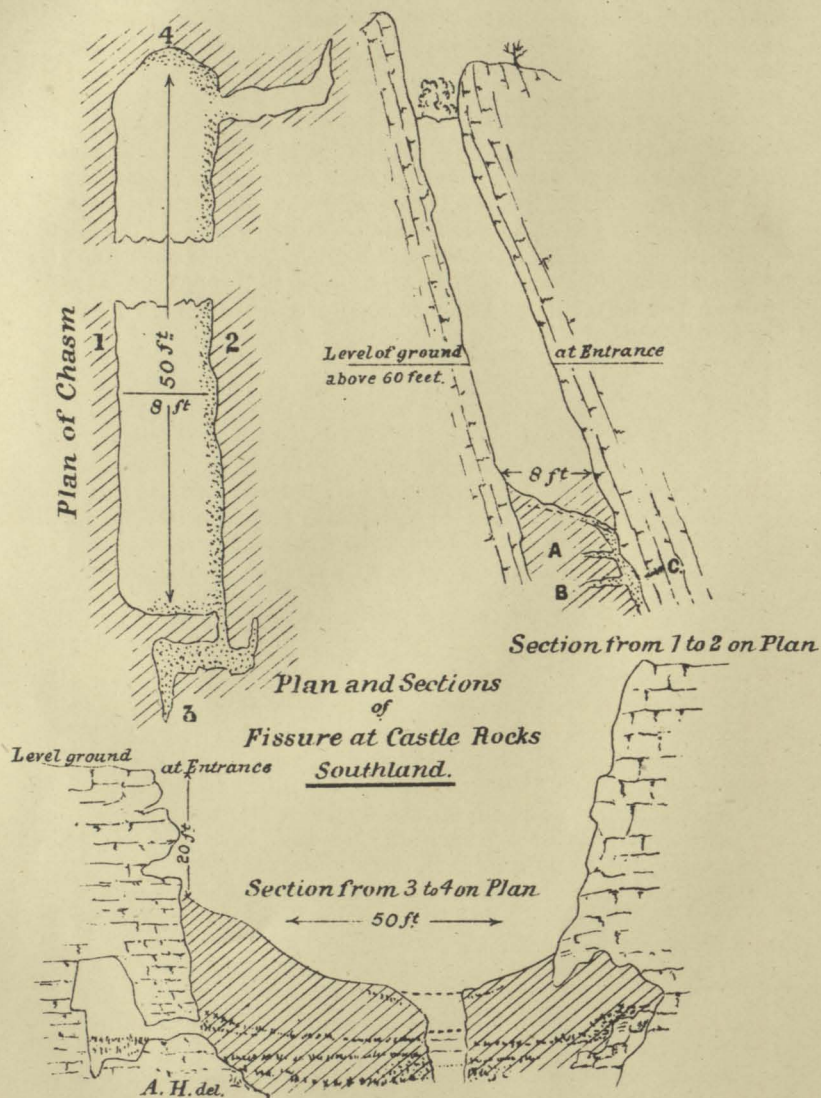 4
Plan of Chasm
1
2
50 ft
8 ft
3
Level of ground
above 60 feet.
at Entrance
8 ft
A
B
C.
Section from 1 to 2 on Plan
Plan and Sections
of
Fissure at Castle Rocks
Southland.
Level ground
at Entrance
20 ft
Section from 3 to 4 on Plan
50 ft
A. H. del.